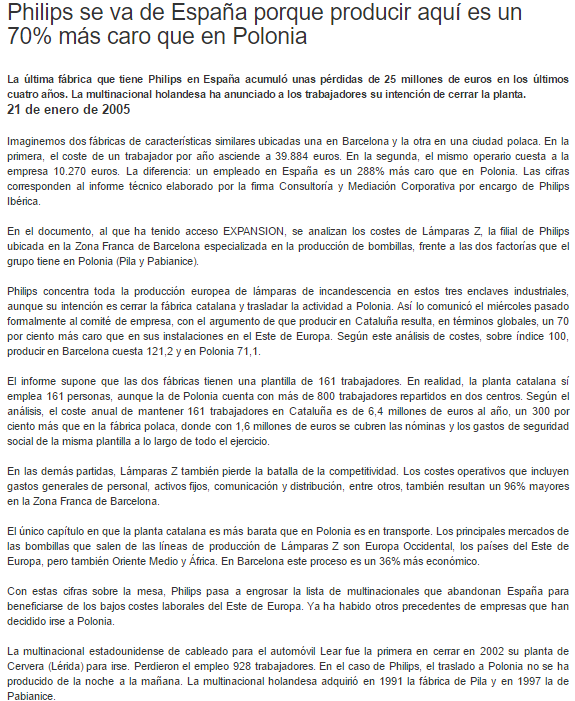 Philips se va de España porque producir aquí es un
70% más caro que en Polonia
La última fábrica que tiene Philips en España acumuló unas pérdidas de 25 millones de euros en los últimos
cuatro años. La multinacional holandesa ha anunciado a los trabajadores su intención de cerrar la planta.
21 de enero de 2005
Imaginemos dos fábricas de características similares ubicadas una en Barcelona y la otra en una ciudad polaca. En la
primera, el coste de un trabajador por año asciende a 39.884 euros. En la segunda, el mismo operario cuesta a la
empresa 10.270 euros. La diferencia: un empleado en España es un 288% más caro que en Polonia. Las cifras
corresponden al informe técnico elaborado por la firma Consultoría y Mediación Corporativa por encargo de Philips
Ibérica.
En el documento, al que ha tenido acceso EXPANSION, se analizan los costes de Lámparas Z, la filial de Philips
ubicada en la Zona Franca de Barcelona especializada en la producción de bombillas, frente a las dos factorías que el
grupo tiene en Polonia (Pila y Pabianice).
Philips concentra toda la producción europea de lámparas de incandescencia en estos tres enclaves industriales,
aunque su intención es cerrar la fábrica catalana y trasladar la actividad a Polonia. Así lo comunicó el miércoles pasado
formalmente al comité de empresa, con el argumento de que producir en Cataluña resulta, en términos globales, un 70
por ciento más caro que en sus instalaciones en el Este de Europa. Según este análisis de costes, sobre índice 100,
producir en Barcelona cuesta 121,2 y en Polonia 71,1.
El informe supone que las dos fábricas tienen una plantilla de 161 trabajadores. En realidad, la planta catalana sí
emplea 161 personas, aunque la de Polonia cuenta con más de 800 trabajadores repartidos en dos centros. Según el
análisis, el coste anual de mantener 161 trabajadores en Cataluña es de 6,4 millones de euros al año, un 300 por
ciento más que en la fábrica polaca, donde con 1,6 millones de euros se cubren las nóminas y los gastos de seguridad
social de la misma plantilla a lo largo de todo el ejercicio.
En las demás partidas, Lámparas Z también pierde la batalla de la competitividad. Los costes operativos que incluyen
gastos generales de personal, activos fijos, comunicación y distribución, entre otros, también resultan un 96% mayores
en la Zona Franca de Barcelona.
El único capítulo en que la planta catalana es más barata que en Polonia es en transporte. Los principales mercados de
las bombillas que salen de las líneas de producción de Lámparas Z son Europa Occidental, los países del Este de
Europa, pero también Oriente Medio y África. En Barcelona este proceso es un 36% más económico.
Con estas cifras sobre la mesa, Philips pasa a engrosar la lista de multinacionales que abandonan España para
beneficiarse de los bajos costes laborales del Este de Europa. Ya ha habido otros precedentes de empresas que han
decidido irse a Polonia.
La multinacional estadounidense de cableado para el automóvil Lear fue la primera en cerrar en 2002 su planta de
Cervera (Lérida) para irse. Perdieron el empleo 928 trabajadores. En el caso de Philips, el traslado a Polonia no se ha
producido de la noche a la mañana. La multinacional holandesa adquirió en 1991 la fábrica de Pila y en 1997 la de
Pabianice.